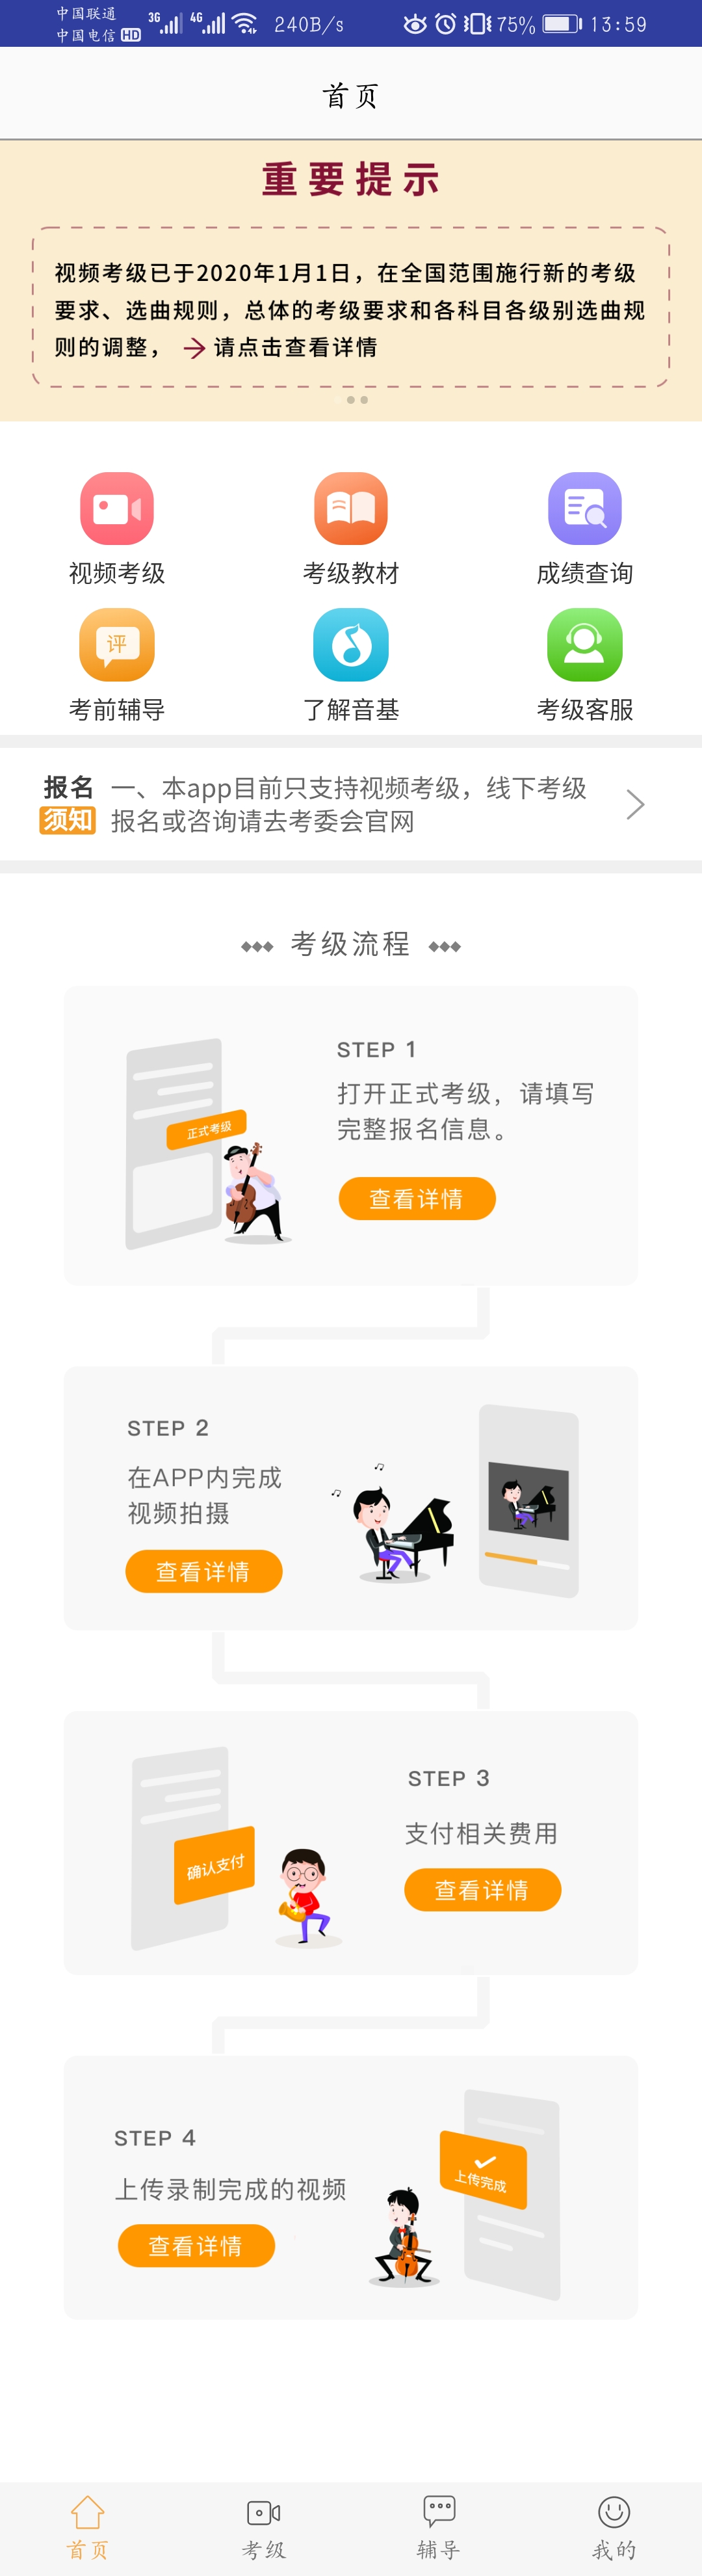 中国联通
中国电信 HD
3G 4G 240B/s 75% 13:59
首页
重要提示
视频考级已于2020年1月1日，在全国范围施行新的考级
要求、选曲规则，总体的考级要求和各科目各级别选曲规
则的调整， → 请点击查看详情
视频考级 考级教材 成绩查询
评
考前辅导 了解音基 考级客服
报名 一、本app目前只支持视频考级，线下考级
须知 报名或咨询请去考委会官网
考级流程
STEP 1
打开正式考级，请填写
完整报名信息。
正式考级
查看详情
STEP 2
在APP内完成
视频拍摄
查看详情
STEP 3
支付相关费用
确认支付
查看详情
STEP 4
上传完成
上传录制完成的视频
查看详情
首页 考级 辅导 我的